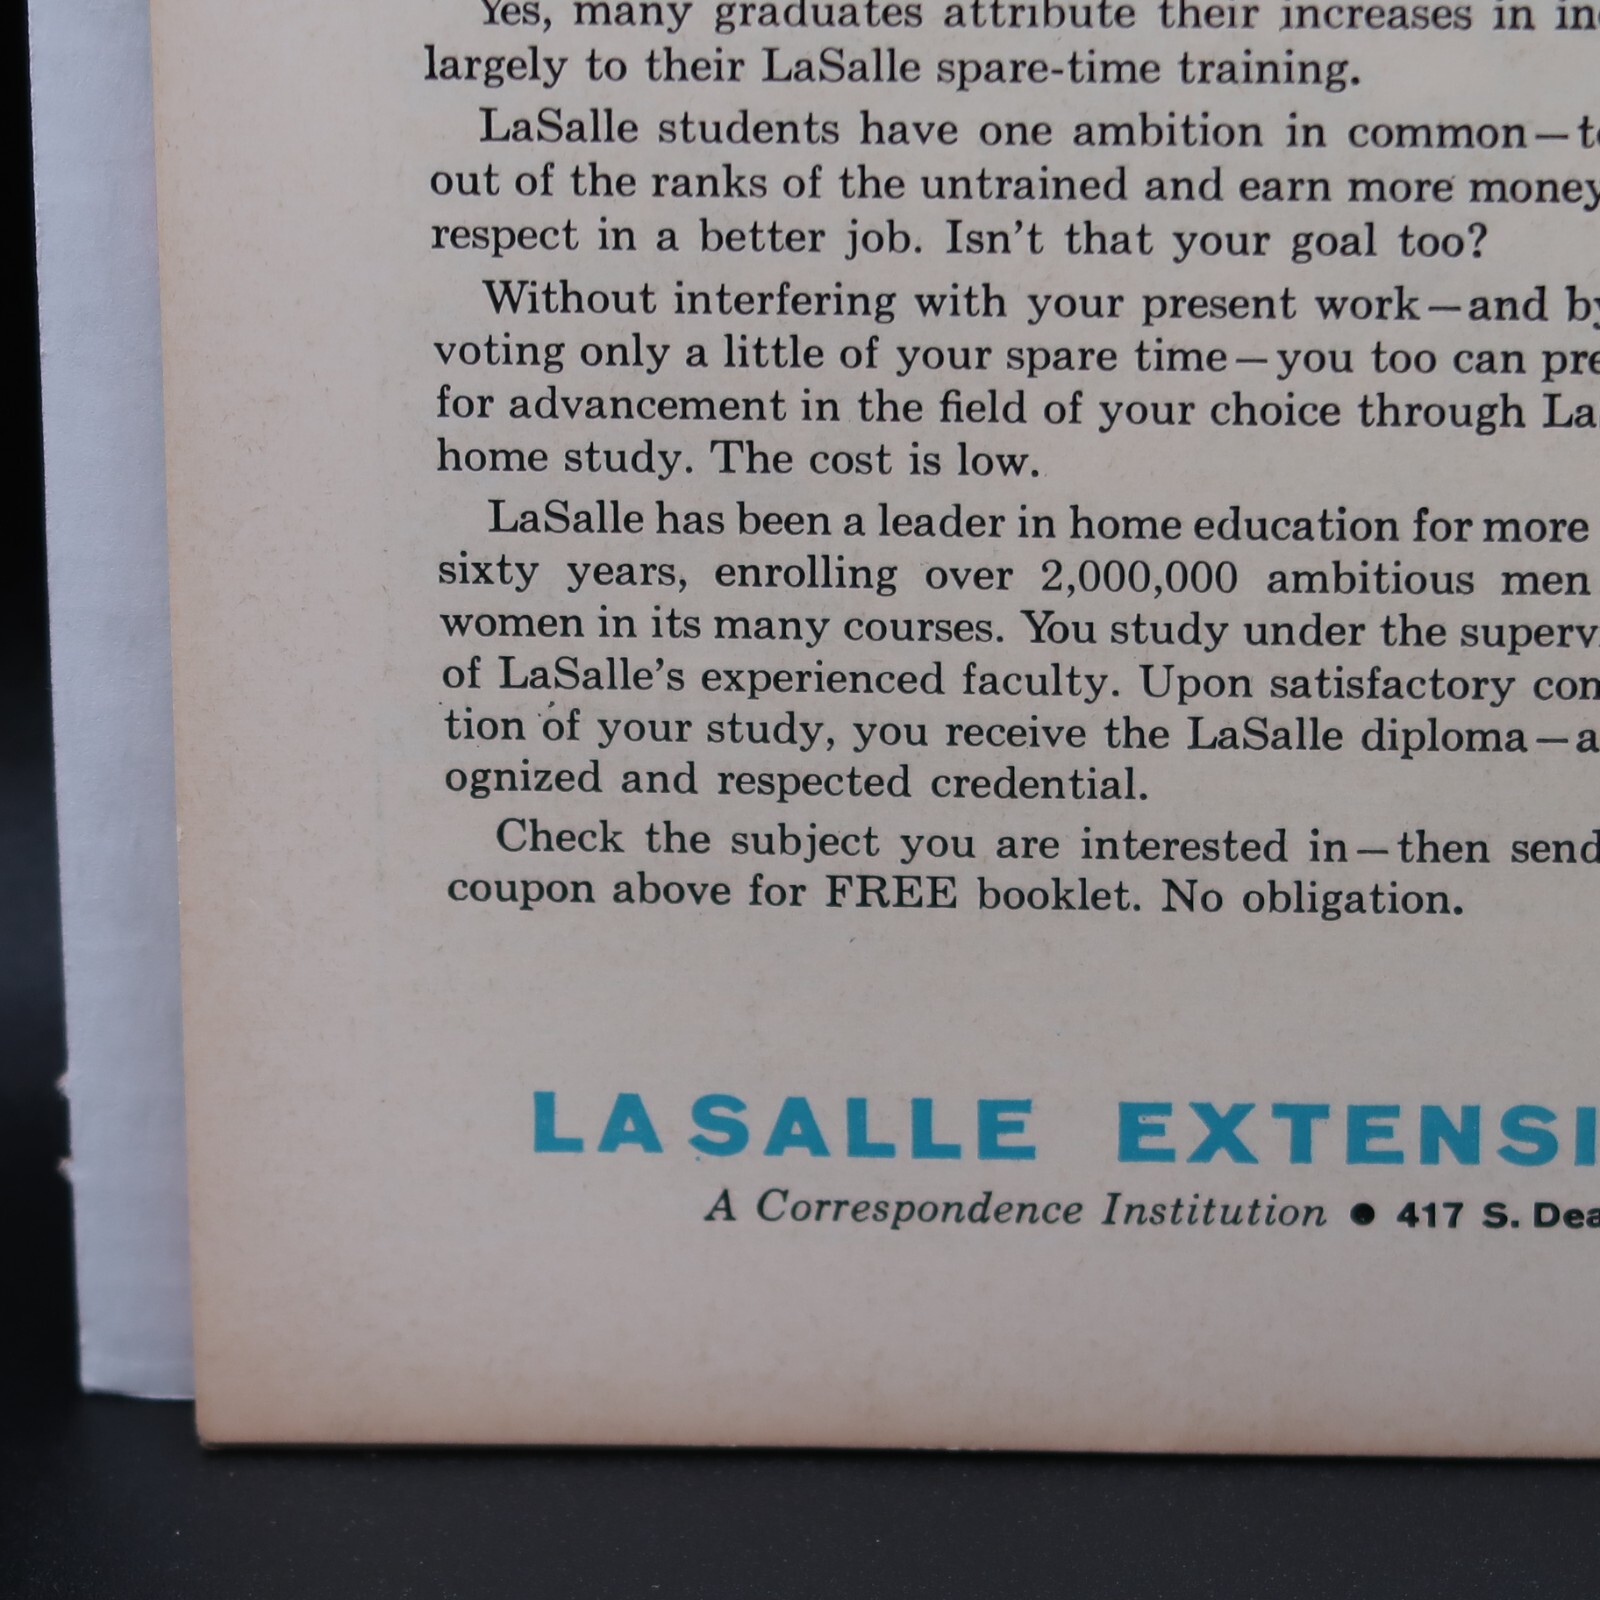 Yes, many graduates attribute their increases in
largely to their LaSalle spare-time training.
LaSalle students have one ambition in common—
out of the ranks of the untrained and earn more money
respect in a better job. Isn't that your goal too?
Without interfering with your present work—and
voting only a little of your spare time—you too can
for advancement in the field of your choice through
home study. The cost is low.
LaSalle has been a leader in home education for more
sixty years, enrolling over 2,000,000 ambitious men
women in its many courses. You study under the
of LaSalle's experienced faculty. Upon satisfactory
tion of your study, you receive the LaSalle diploma—a
ognized and respected credential.
Check the subject you are interested in—then send
coupon above for FREE booklet. No obligation.
LASALLE
A Correspondence Institution ● 417 S.